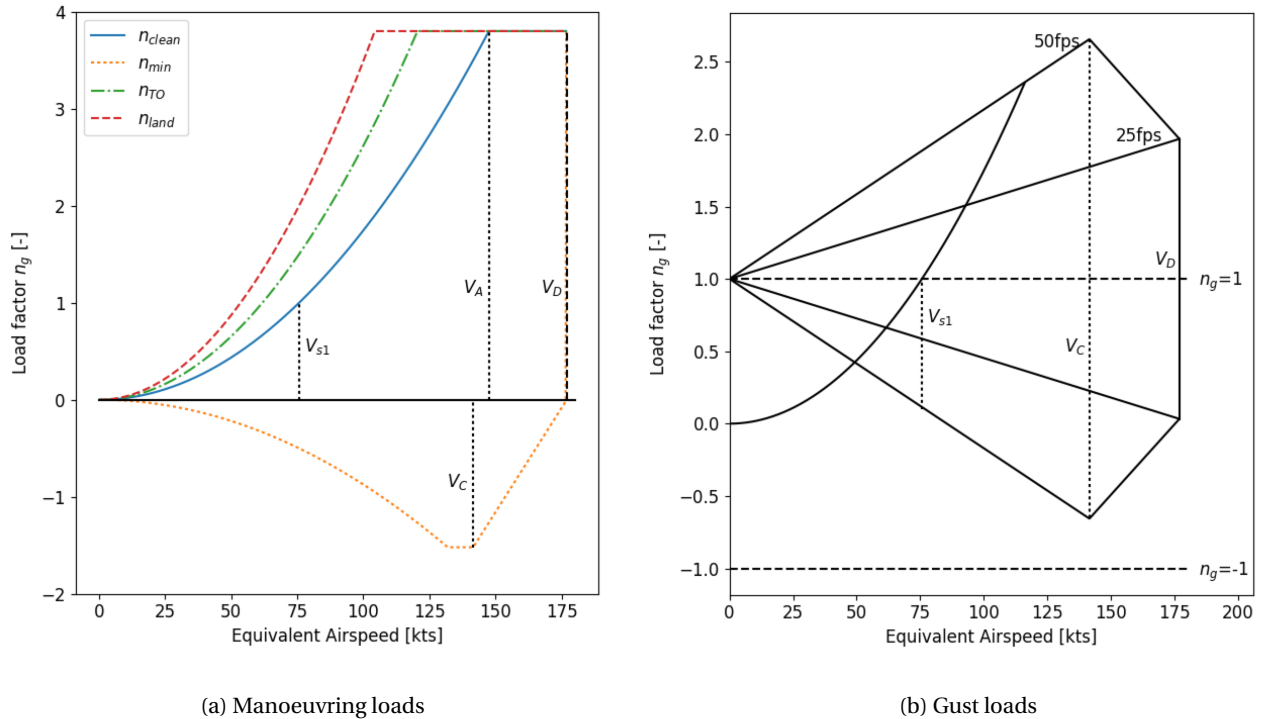 4
3
2
1
0
−1
−2
Load factor n_g [-]
n_clean
n_min
n_TO
n_land
V_A
V_D
V_s1
V_C
0
25
50
75
100
125
150
175
Equivalent Airspeed [kts]
(a) Manoeuvring loads
2.5
2.0
1.5
1.0
0.5
0.0
−0.5
−1.0
Load factor n_g [-]
50fps
25fps
V_D
n_g=1
V_s1
V_C
n_g=-1
0
25
50
75
100
125
150
175
200
Equivalent Airspeed [kts]
(b) Gust loads